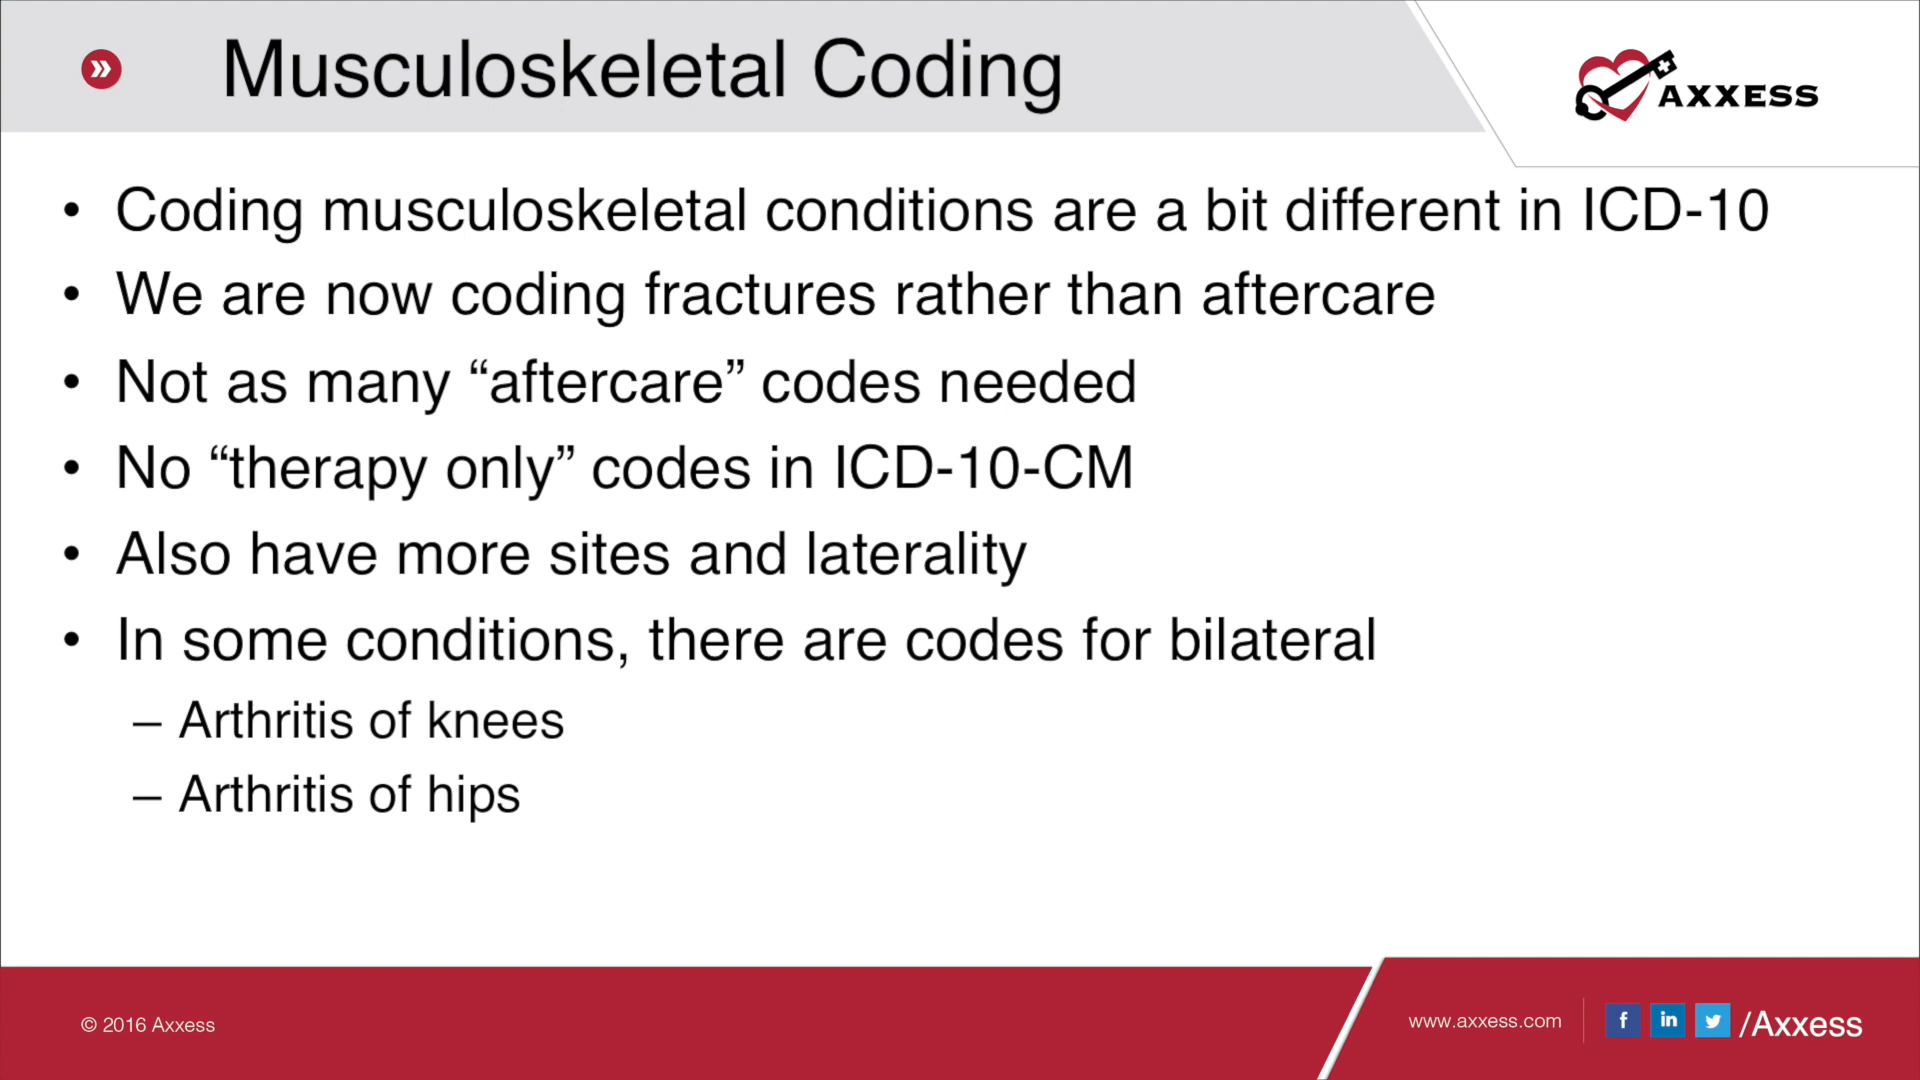 Musculoskeletal Coding
AXXESS
• Coding musculoskeletal conditions are a bit different in ICD-10
• We are now coding fractures rather than aftercare
• Not as many “aftercare” codes needed
• No “therapy only” codes in ICD-10-CM
• Also have more sites and laterality
• In some conditions, there are codes for bilateral
– Arthritis of knees
– Arthritis of hips
© 2016 Axxess
www.axxess.com
f in /Axxess